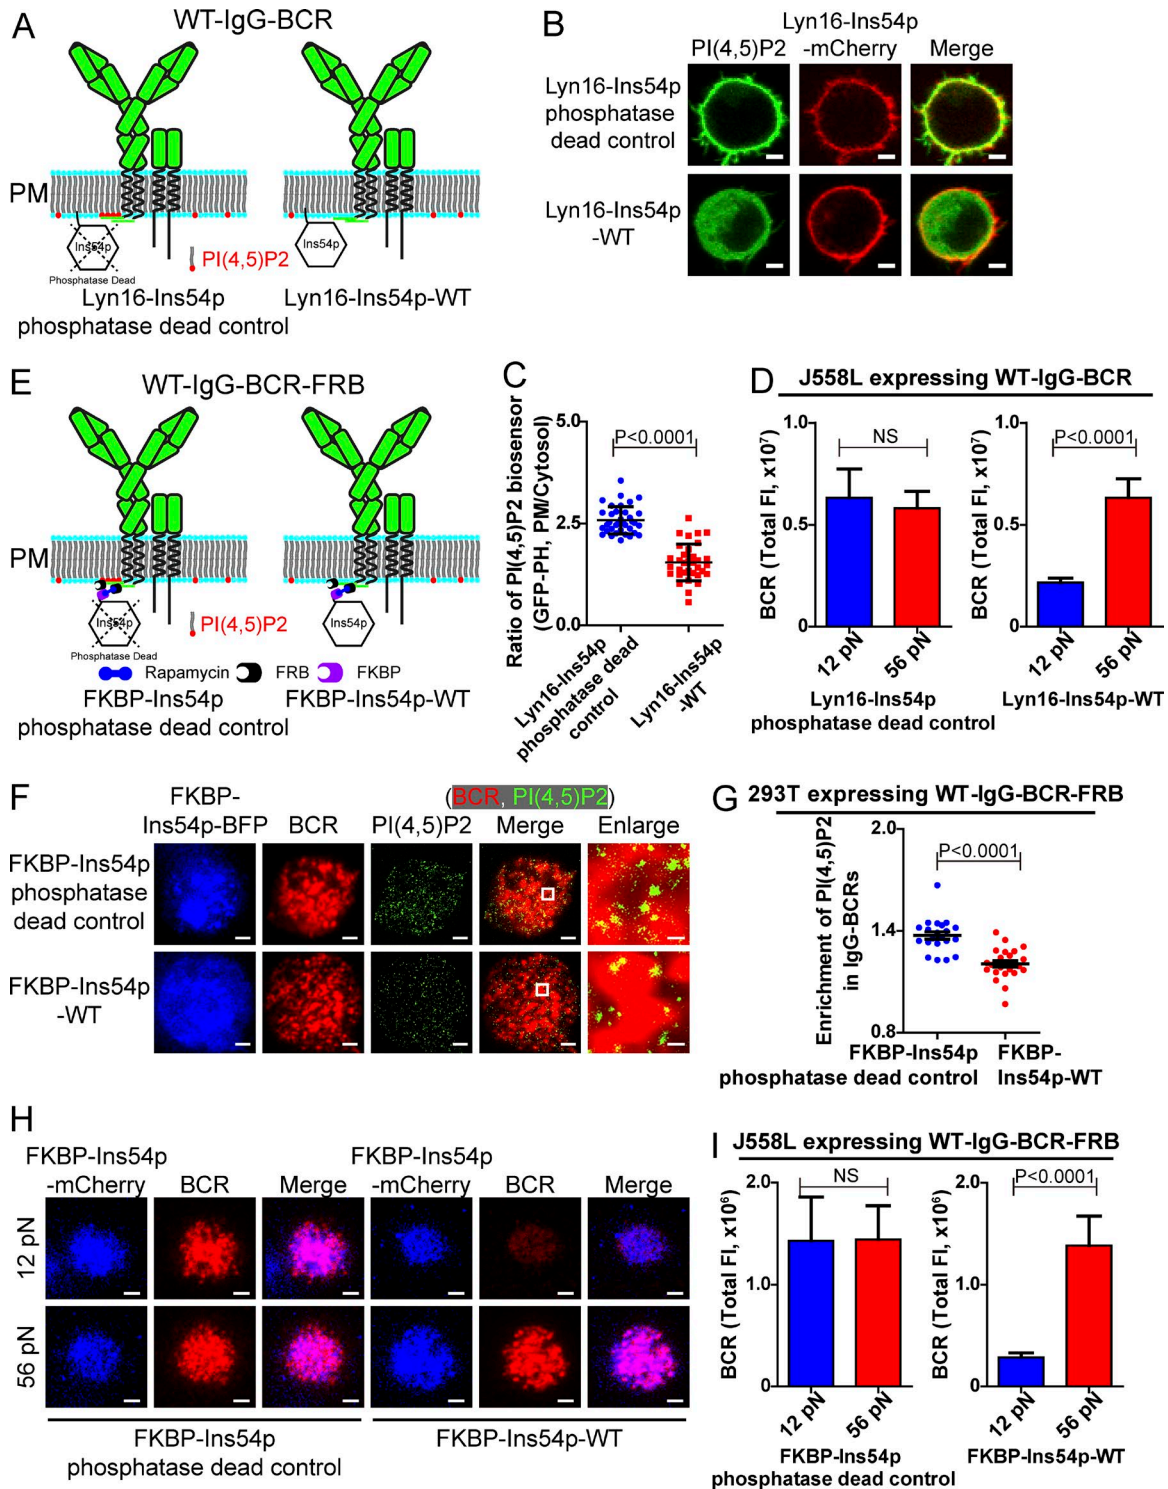 A
WT-IgG-BCR
PM
Ins54p
Phosphatase Dead
Ins54p
PI(4,5)P2
Lyn16-Ins54p
phosphatase dead control
Lyn16-Ins54p-WT
B
Lyn16-Ins54p
PI(4,5)P2 -mCherry Merge
Lyn16-Ins54p
phosphatase
dead control
Lyn16-Ins54p
-WT
E
WT-IgG-BCR-FRB
PM
Ins54p
Phosphatase Dead
Ins54p
PI(4,5)P2
Rapamycin FRB FKBP
FKBP-Ins54p
phosphatase dead control
FKBP-Ins54p-WT
C
Ratio of PI(4,5)P2 biosensor
(GFP-PH, PM/Cytosol)
5.0
2.5
0.0
P<0.0001
Lyn16-Ins54p
phosphatase dead
control
Lyn16-Ins54p
-WT
D
J558L expressing WT-IgG-BCR
BCR (Total FI, x10⁷)
1.0
0.5
0
NS
12 pN
56 pN
Lyn16-Ins54p
phosphatase dead control
BCR (Total FI, x10⁷)
1.0
0.5
0
P<0.0001
12 pN
56 pN
Lyn16-Ins54p-WT
F
FKBP-
Ins54p-BFP
BCR
PI(4,5)P2
(BCR, PI(4,5)P2)
Merge
Enlarge
FKBP-Ins54p
phosphatase
dead control
FKBP-Ins54p
-WT
G
293T expressing WT-IgG-BCR-FRB
Enrichment of PI(4,5)P2
in IgG-BCRs
2.0
1.4
0.8
P<0.0001
FKBP-Ins54p
phosphatase dead control
FKBP-
Ins54p-WT
H
FKBP-Ins54p
-mCherry
BCR
Merge
FKBP-Ins54p
-mCherry
BCR
Merge
12 pN
56 pN
FKBP-Ins54p
phosphatase dead control
FKBP-Ins54p-WT
I
J558L expressing WT-IgG-BCR-FRB
BCR (Total FI, x10⁶)
2.0
1.0
0
NS
12 pN
56 pN
FKBP-Ins54p
phosphatase dead control
BCR (Total FI, x10⁶)
2.0
1.0
0
P<0.0001
12 pN
56 pN
FKBP-Ins54p-WT